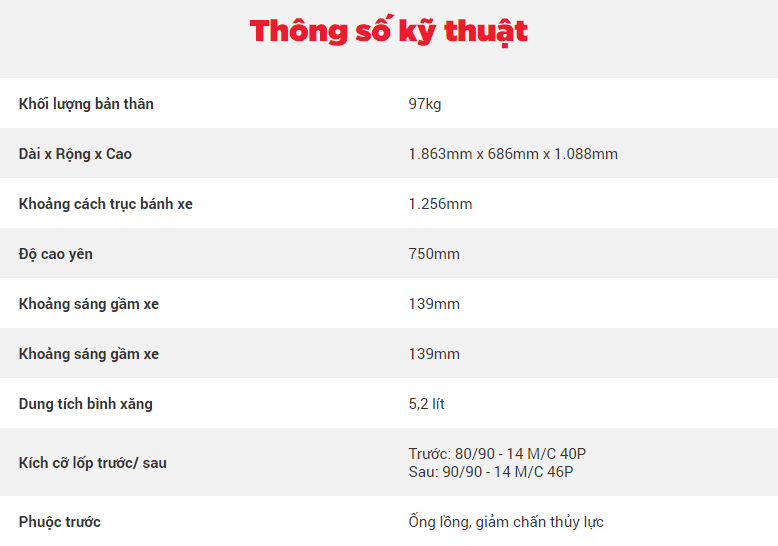 Thông số kỹ thuật
Khối lượng bản thân 97kg
Dài x Rộng x Cao 1.863mm x 686mm x 1.088mm
Khoảng cách trục bánh xe 1.256mm
Độ cao yên 750mm
Khoảng sáng gầm xe 139mm
Khoảng sáng gầm xe 139mm
Dung tích bình xăng 5,2 lít
Kích cỡ lốp trước/ sau
Trước: 80/90 - 14 M/C 40P
Sau: 90/90 - 14 M/C 46P
Phuộc trước Ống lồng, giảm chấn thủy lực